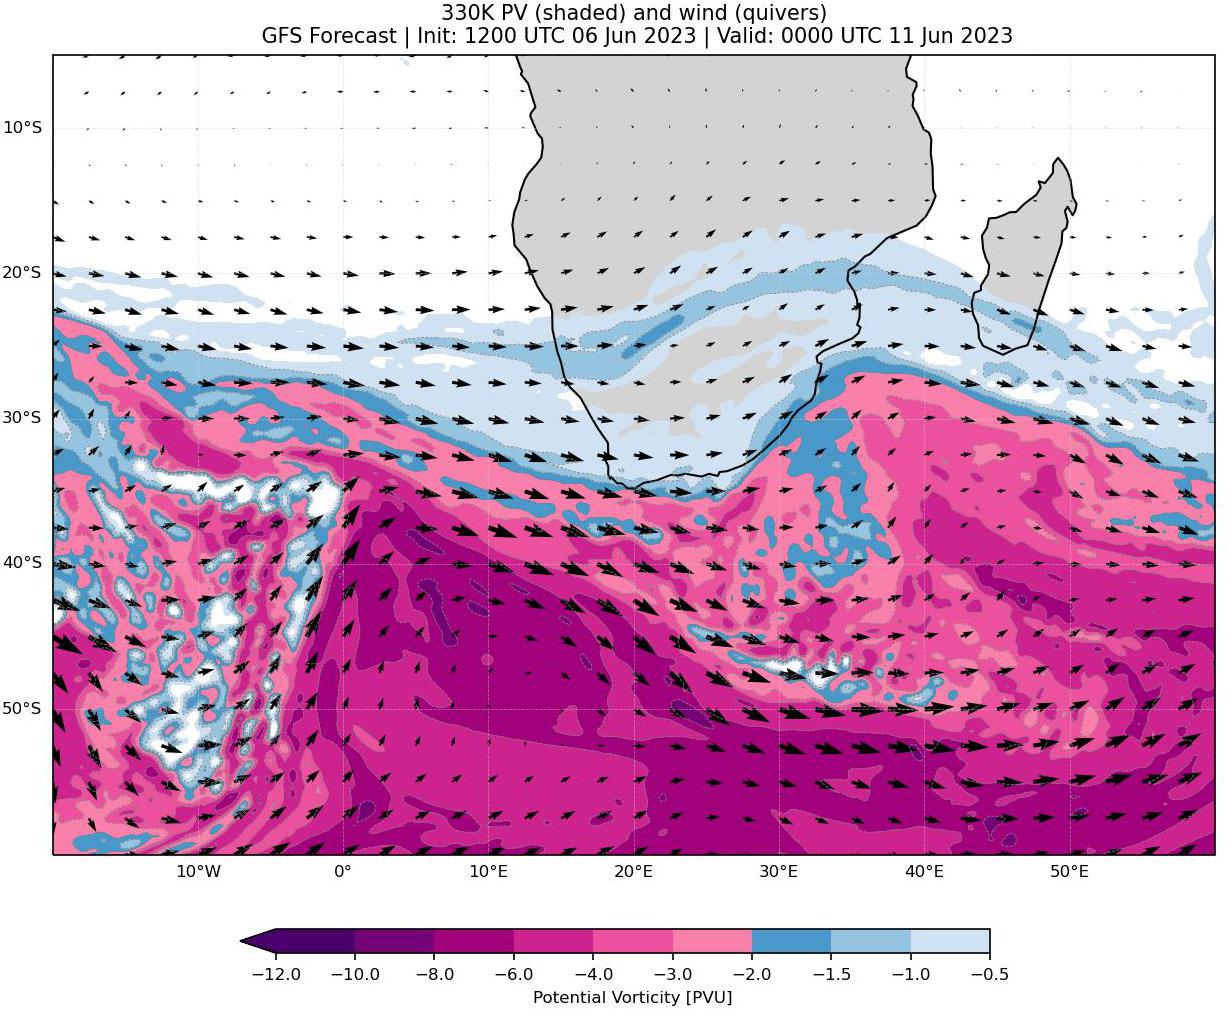 330K PV (shaded) and wind (quivers)
GFS Forecast | Init: 1200 UTC 06 Jun 2023 | Valid: 0000 UTC 11 Jun 2023
10°S
20°S
30°S
40°S
50°S
10°W 0° 10°E 20°E 30°E 40°E 50°E
−12.0 −10.0 −8.0 −6.0 −4.0 −3.0 −2.0 −1.5 −1.0 −0.5
Potential Vorticity [PVU]